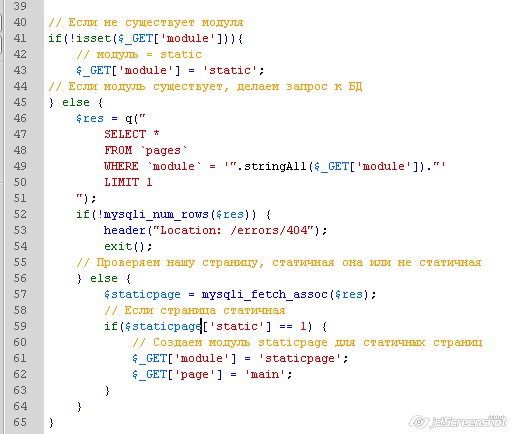 39
40 // Если не существует модуля
41 if(!isset($_GET['module'])){
42 // модуль = static
43 $_GET['module'] = 'static';
44 // Если модуль существует, делаем запрос к БД
45 } else {
46 $res = q("
47 SELECT *
48 FROM `pages`
49 WHERE `module` = '".stringAll($_GET['module'])."'
50 LIMIT 1
51 ");
52 if(!mysqli_num_rows($res)) {
53 header("Location: /errors/404");
54 exit();
55 // Проверяем нашу страницу, статичная она или не статичная
56 } else {
57 $staticpage = mysqli_fetch_assoc($res);
58 // Если страница статичная
59 if($staticpage['static'] == 1) {
60 // Создаем модуль staticpage для статичных страниц
61 $_GET['module'] = 'staticpage';
62 $_GET['page'] = 'main';
63 }
64 }
65 }
jetScreenshot